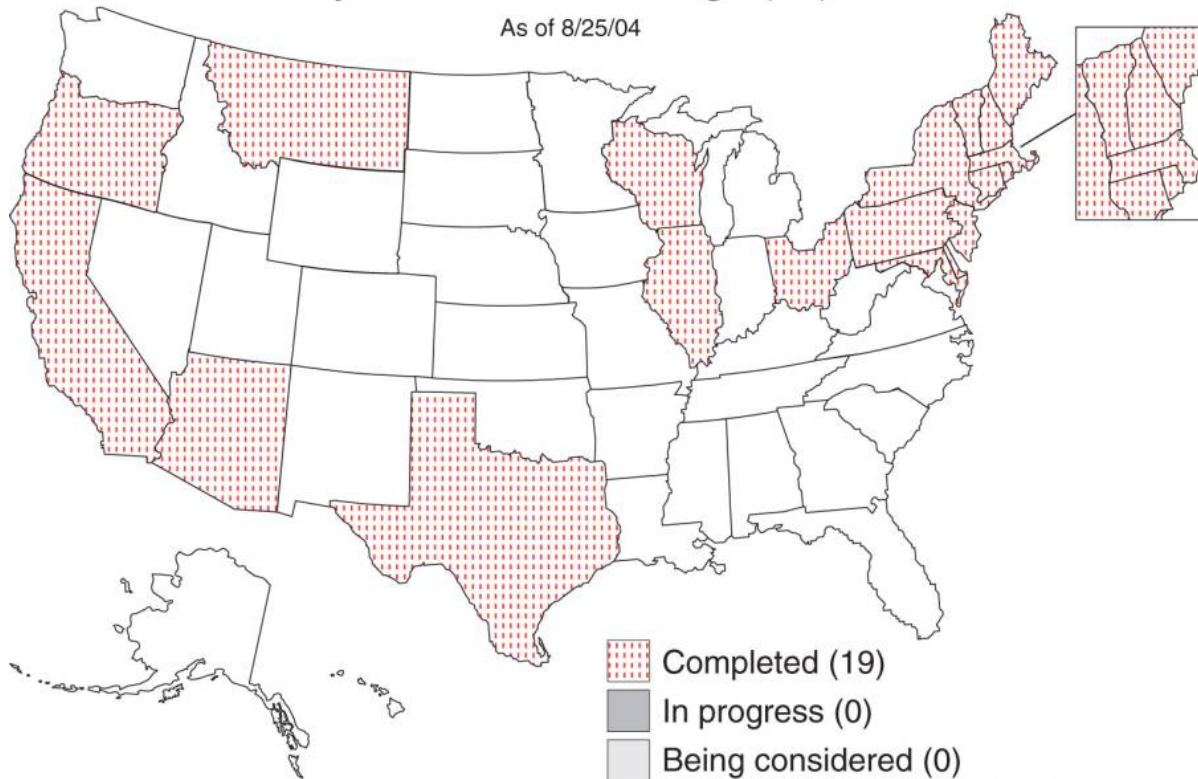 As of 8/25/04
Completed (19)
In progress (0)
Being considered (0)